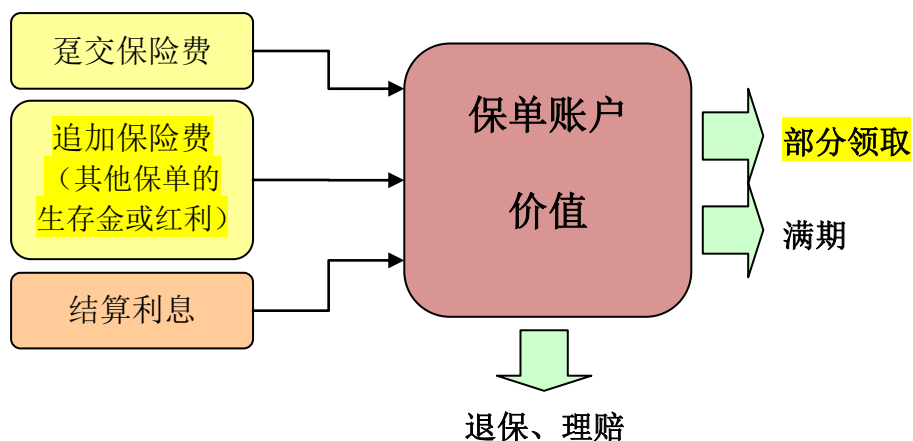 趸交保险费
追加保险费
（其他保单的
生存金或红利）
结算利息
保单账户
价值
部分领取
满期
退保、理赔